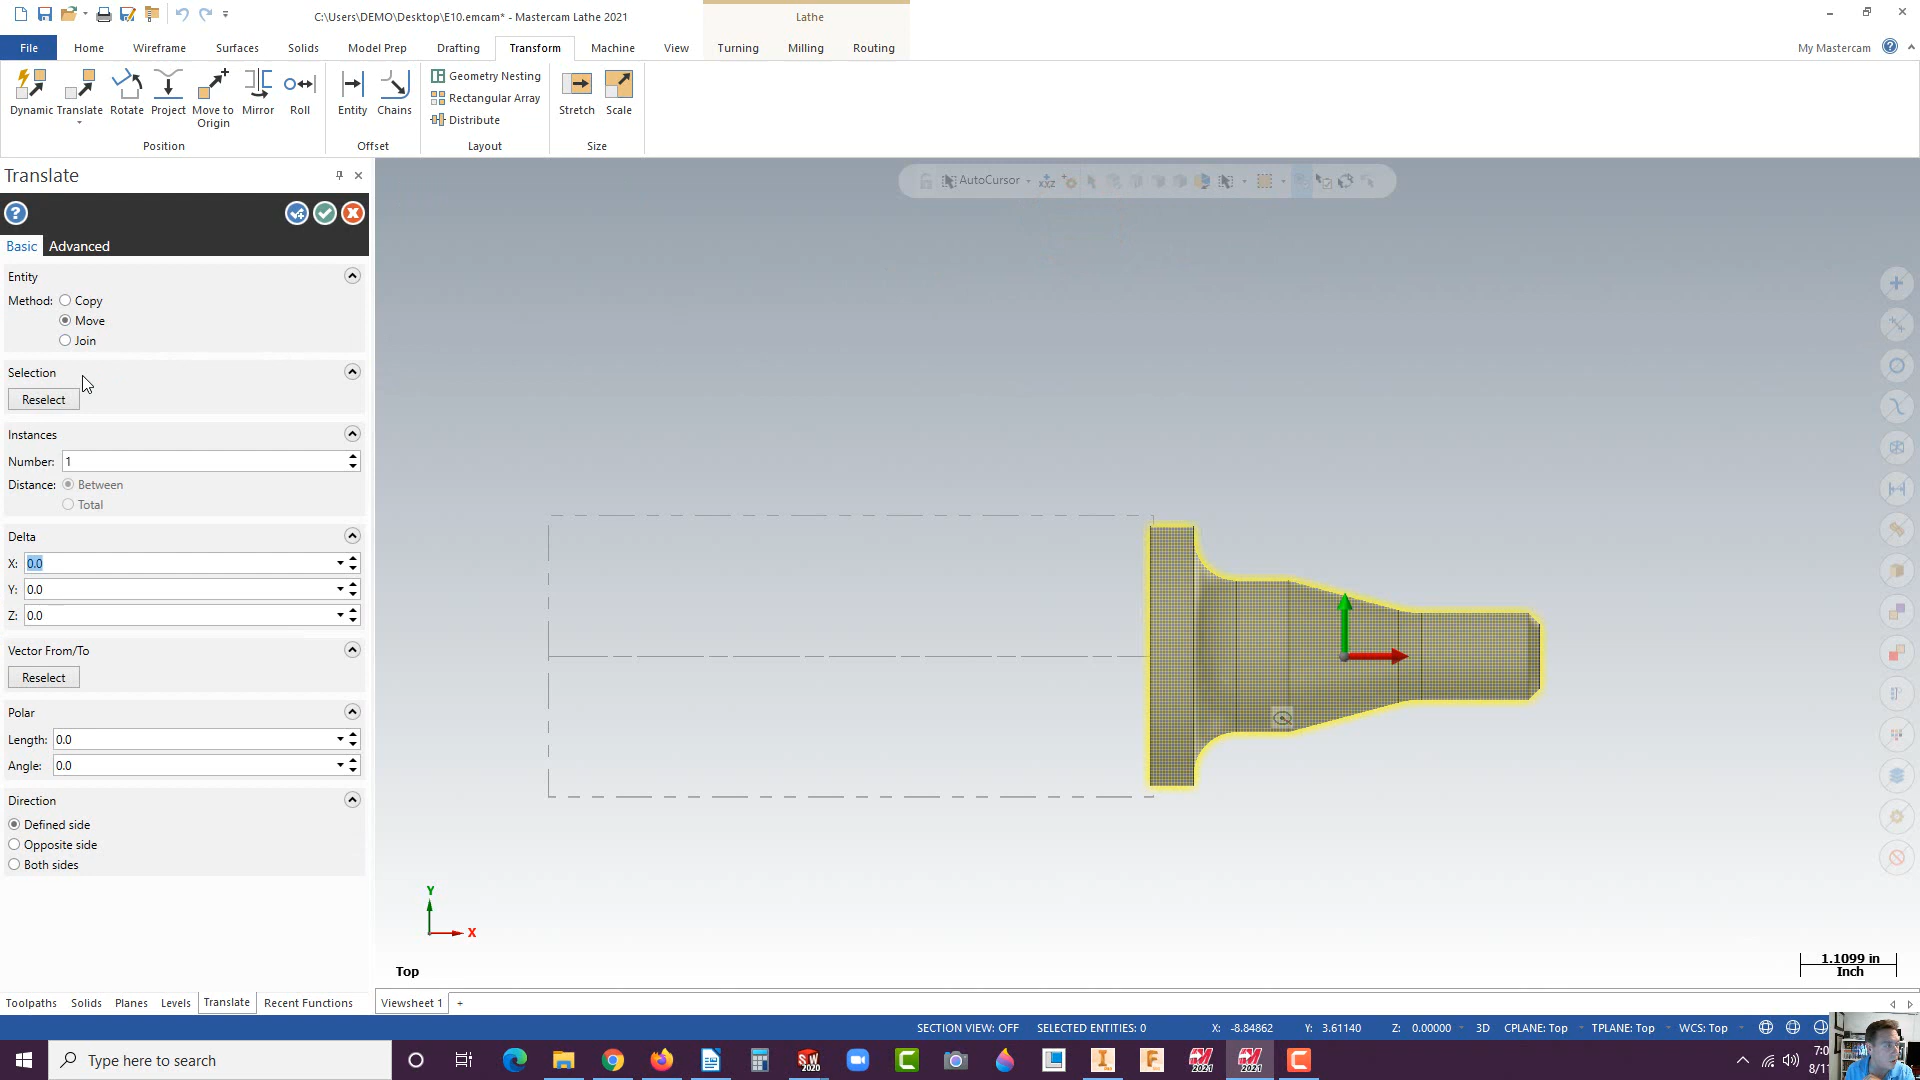 C:\Users\DEMO\Desktop\E10.emcam* - Mastercam Lathe 2021
Lathe
File Home Wireframe Surfaces Solids Model Prep Drafting Transform Machine View Turning Milling Routing My Mastercam
Dynamic Translate Rotate Project Move to Origin Mirror Roll
Position
Entity Chains
Offset
Geometry Nesting
Rectangular Array
Distribute
Layout
Stretch Scale
Size
Translate
Basic Advanced
Entity
Method: Copy
Move
Join
Selection
Reselect
Instances
Number: 1
Distance: Between
Total
Delta
X: 0.0
Y: 0.0
Z: 0.0
Vector From/To
Reselect
Polar
Length: 0.0
Angle: 0.0
Direction
Defined side
Opposite side
Both sides
AutoCursor
Y
X
Top
1.1099 in
Inch
Toolpaths Solids Planes Levels Translate Recent Functions
Viewsheet 1 +
SECTION VIEW: OFF SELECTED ENTITIES: 0 X: -8.84862 Y: 3.61140 Z: 0.00000 3D CPLANE: Top TPLANE: Top WCS: Top
Type here to search
SW
2020
2021
2021